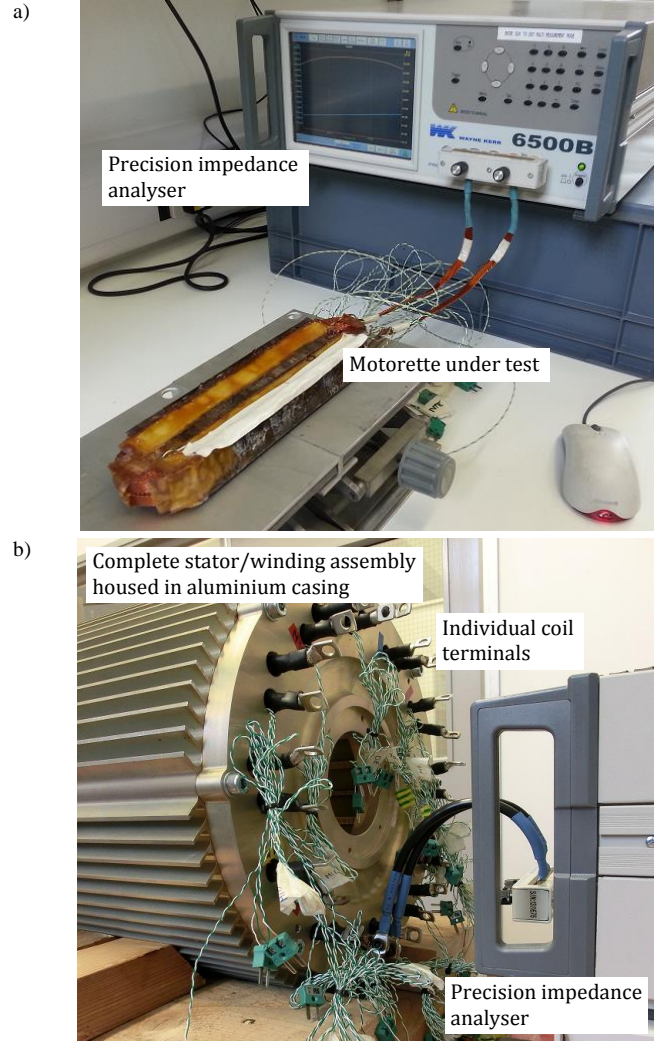 a)
WAYNE KERR
6500B
Precision impedance
analyser
Motorette under test
b)
Complete stator/winding assembly
housed in aluminium casing
Individual coil
terminals
Precision impedance
analyser